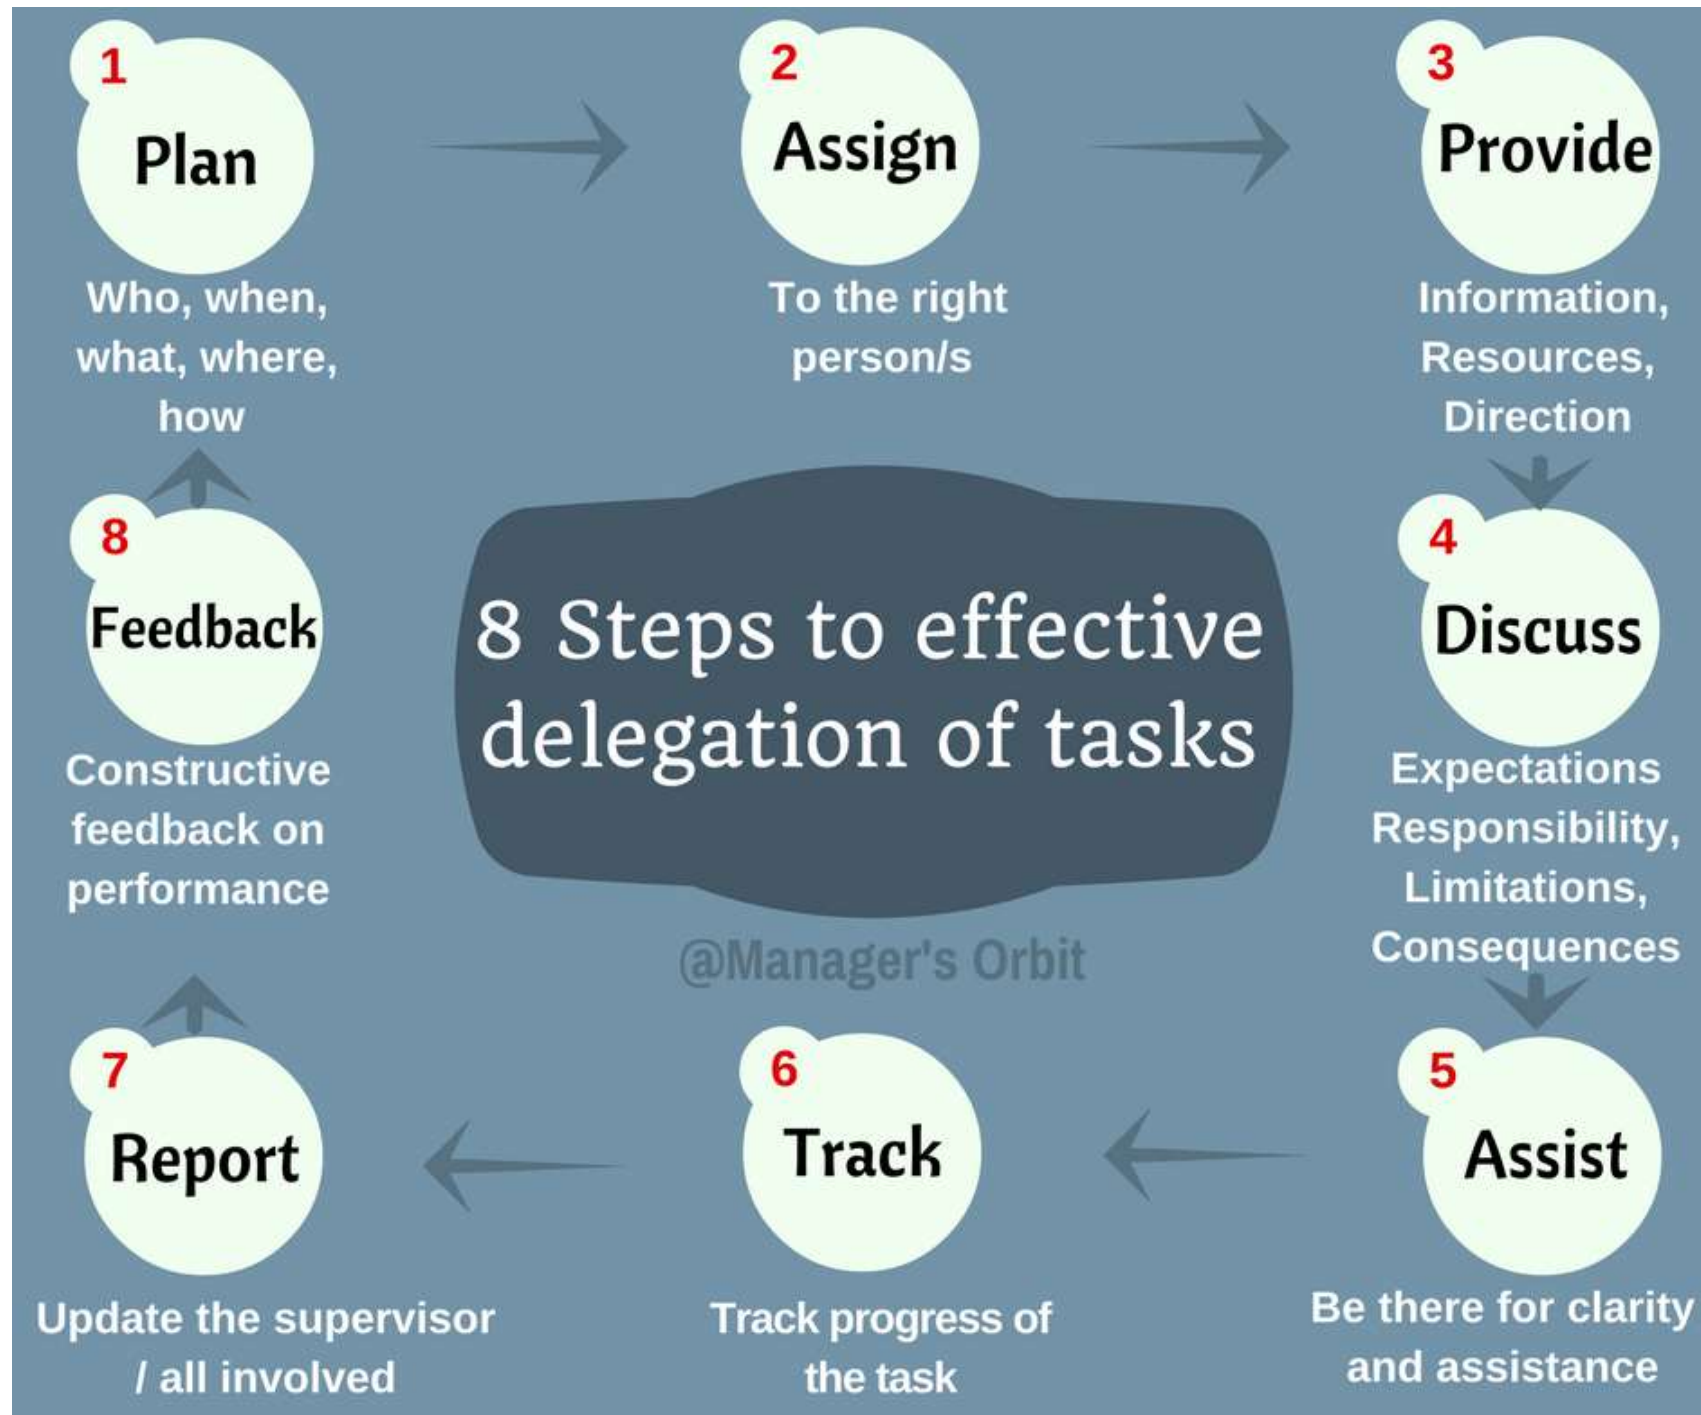 1
Plan
Who, when,
what, where,
how
2
Assign
To the right
person/s
3
Provide
Information,
Resources,
Direction
4
Discuss
Expectations
Responsibility,
Limitations,
Consequences
5
Assist
Be there for clarity
and assistance
6
Track
Track progress of
the task
7
Report
Update the supervisor
/ all involved
8
Feedback
Constructive
feedback on
performance
8 Steps to effective
delegation of tasks
@Manager's Orbit